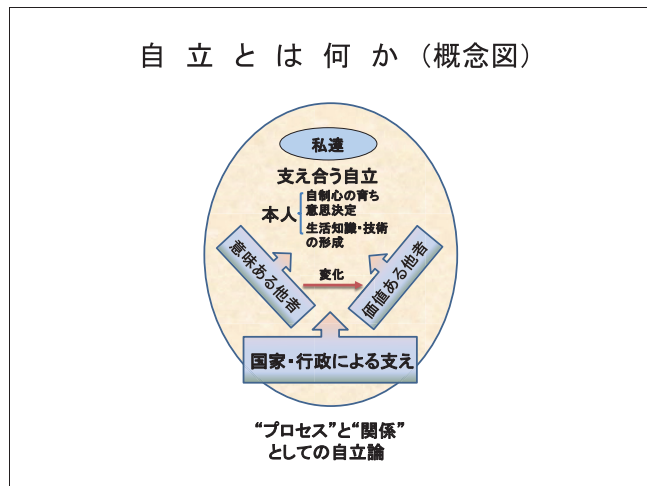 自立とは何か（概念図）
私達
支え合う自立
本人
自制心の育ち
意思決定
生活知識・技術
の形成
意味ある他者
変化
価値ある他者
国家・行政による支え
“プロセス”と“関係”
としての自立論